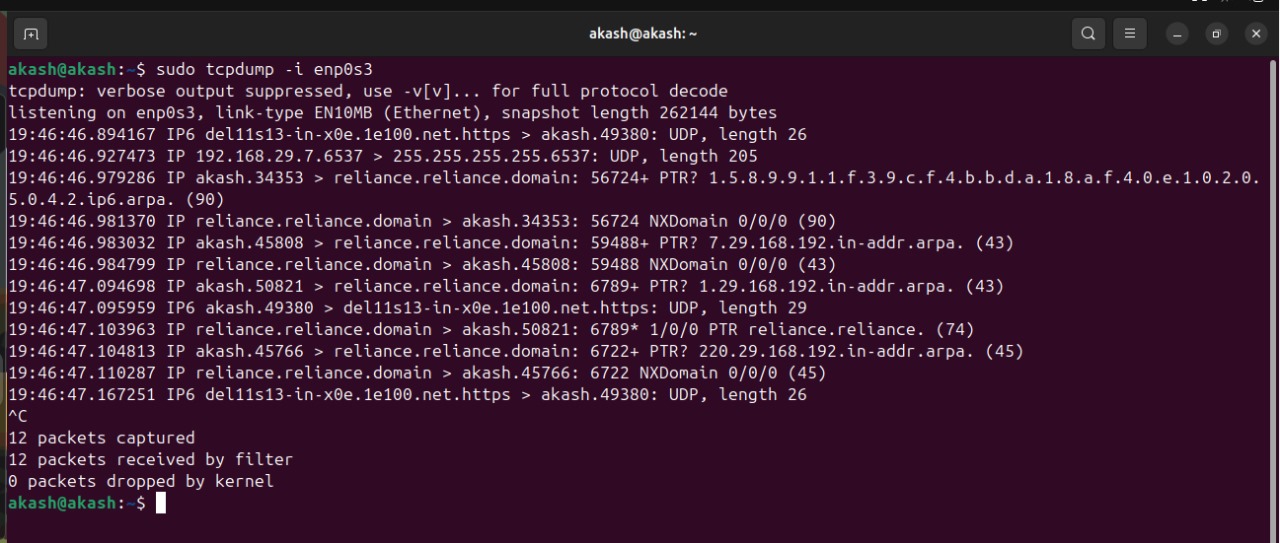 akash@akash: ~
akash@akash:~$ sudo tcpdump -i enp0s3
tcpdump: verbose output suppressed, use -v[v]... for full protocol decode
listening on enp0s3, link-type EN10MB (Ethernet), snapshot length 262144 bytes
19:46:46.894167 IP6 del11s13-in-x0e.1e100.net.https > akash.49380: UDP, length 26
19:46:46.927473 IP 192.168.29.7.6537 > 255.255.255.255.6537: UDP, length 205
19:46:46.979286 IP akash.34353 > reliance.reliance.domain: 56724+ PTR? 1.5.8.9.9.1.1.f.3.9.c.f.4.b.b.d.a.1.8.a.f.4.0.e.1.0.2.0.
5.0.4.2.ip6.arpa. (90)
19:46:46.981370 IP reliance.reliance.domain > akash.34353: 56724 NXDomain 0/0/0 (90)
19:46:46.983032 IP akash.45808 > reliance.reliance.domain: 59488+ PTR? 7.29.168.192.in-addr.arpa. (43)
19:46:46.984799 IP reliance.reliance.domain > akash.45808: 59488 NXDomain 0/0/0 (43)
19:46:47.094698 IP akash.50821 > reliance.reliance.domain: 6789+ PTR? 1.29.168.192.in-addr.arpa. (43)
19:46:47.095959 IP6 akash.49380 > del11s13-in-x0e.1e100.net.https: UDP, length 29
19:46:47.103963 IP reliance.reliance.domain > akash.50821: 6789* 1/0/0 PTR reliance.reliance. (74)
19:46:47.104813 IP akash.45766 > reliance.reliance.domain: 6722+ PTR? 220.29.168.192.in-addr.arpa. (45)
19:46:47.110287 IP reliance.reliance.domain > akash.45766: 6722 NXDomain 0/0/0 (45)
19:46:47.167251 IP6 del11s13-in-x0e.1e100.net.https > akash.49380: UDP, length 26
^C
12 packets captured
12 packets received by filter
0 packets dropped by kernel
akash@akash:~$